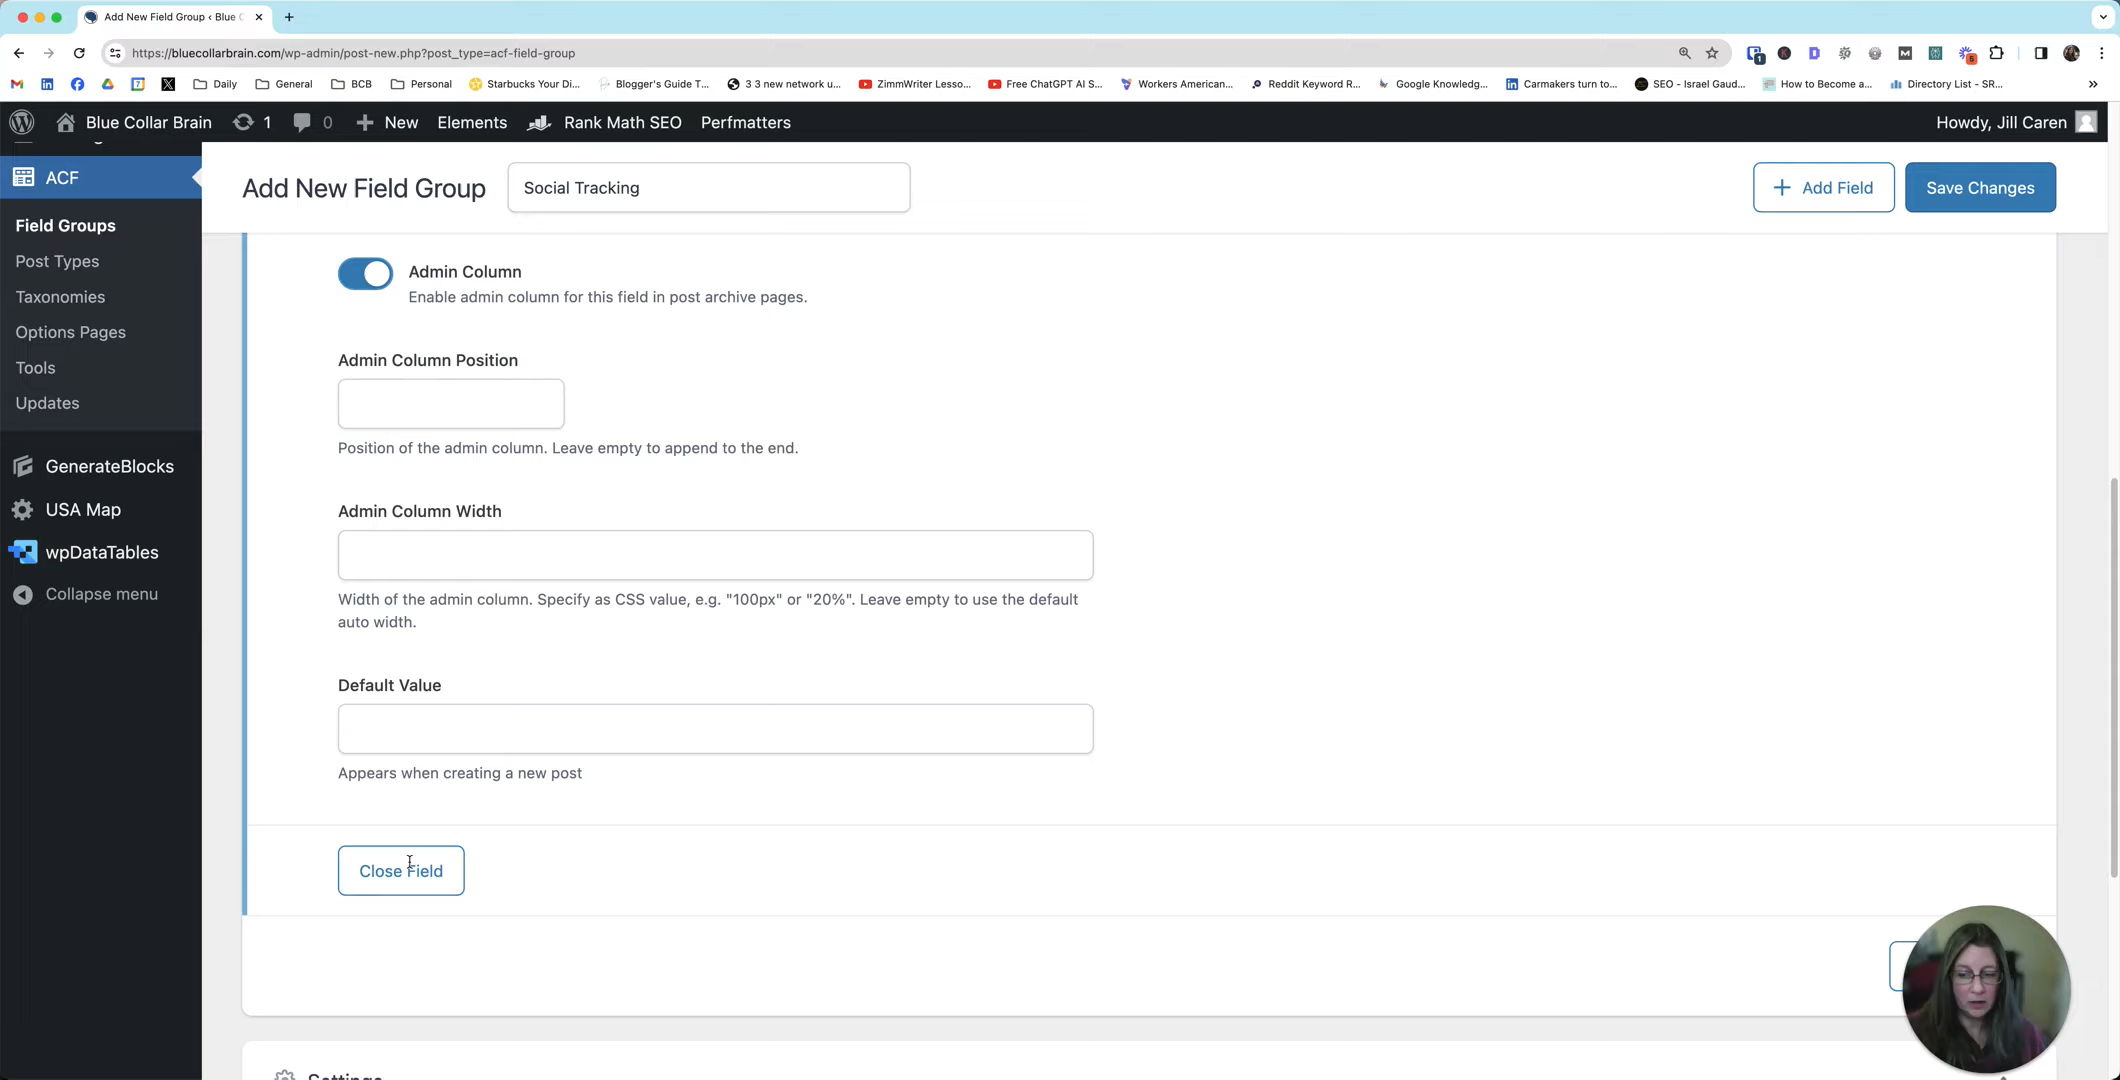 Add New Field Group ‹ Blue C
https://bluecollarbrain.com/wp-admin/post-new.php?post_type=acf-field-group
Daily
General
BCB
Personal
Starbucks Your Di...
Blogger's Guide T...
3 3 new network u...
ZimmWriter Lesso...
Free ChatGPT AI S...
Workers American...
Reddit Keyword R...
Google Knowledg...
Carmakers turn to...
SEO - Israel Gaud...
How to Become a...
Directory List - SR...
Blue Collar Brain
1
0
New
Elements
Rank Math SEO
Perfmatters
Howdy, Jill Caren
ACF
Field Groups
Post Types
Taxonomies
Options Pages
Tools
Updates
GenerateBlocks
USA Map
wpDataTables
Collapse menu
Add New Field Group
Social Tracking
+ Add Field
Save Changes
Admin Column
Enable admin column for this field in post archive pages.
Admin Column Position
Position of the admin column. Leave empty to append to the end.
Admin Column Width
Width of the admin column. Specify as CSS value, e.g. "100px" or "20%". Leave empty to use the default
auto width.
Default Value
Appears when creating a new post
Close Field
Settings